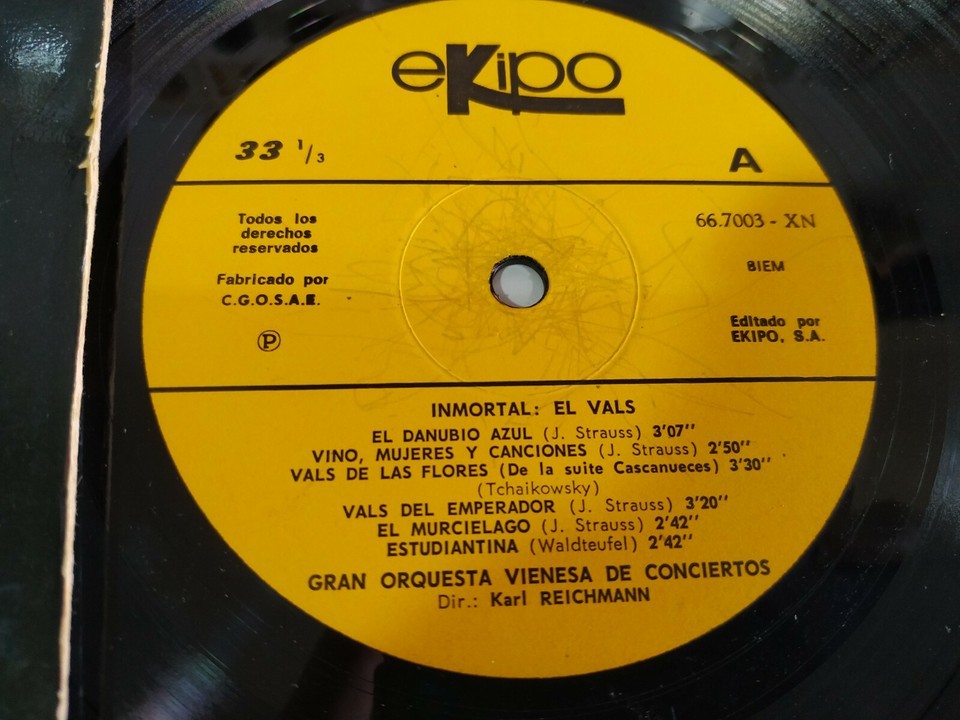 eKipo
33 1/3
A
Todos los
derechos
reservados
Fabricado por
C.G.O.S.A.E.
Ⓟ
66.7003 - XN
BIEM
Editado por
EKIPO, S.A.
INMORTAL: EL VALS
EL DANUBIO AZUL (J. Strauss) 3'07''
VINO, MUJERES Y CANCIONES (J. Strauss) 2'50''
VALS DE LAS FLORES (De la suite Cascanueces) 3'30''
(Tchaikowsky)
VALS DEL EMPERADOR (J. Strauss) 3'20''
EL MURCIELAGO (J. Strauss) 2'42''
ESTUDIANTINA (Waldteufel) 2'42''
GRAN ORQUESTA VIENESA DE CONCIERTOS
Dir.: Karl REICHMANN